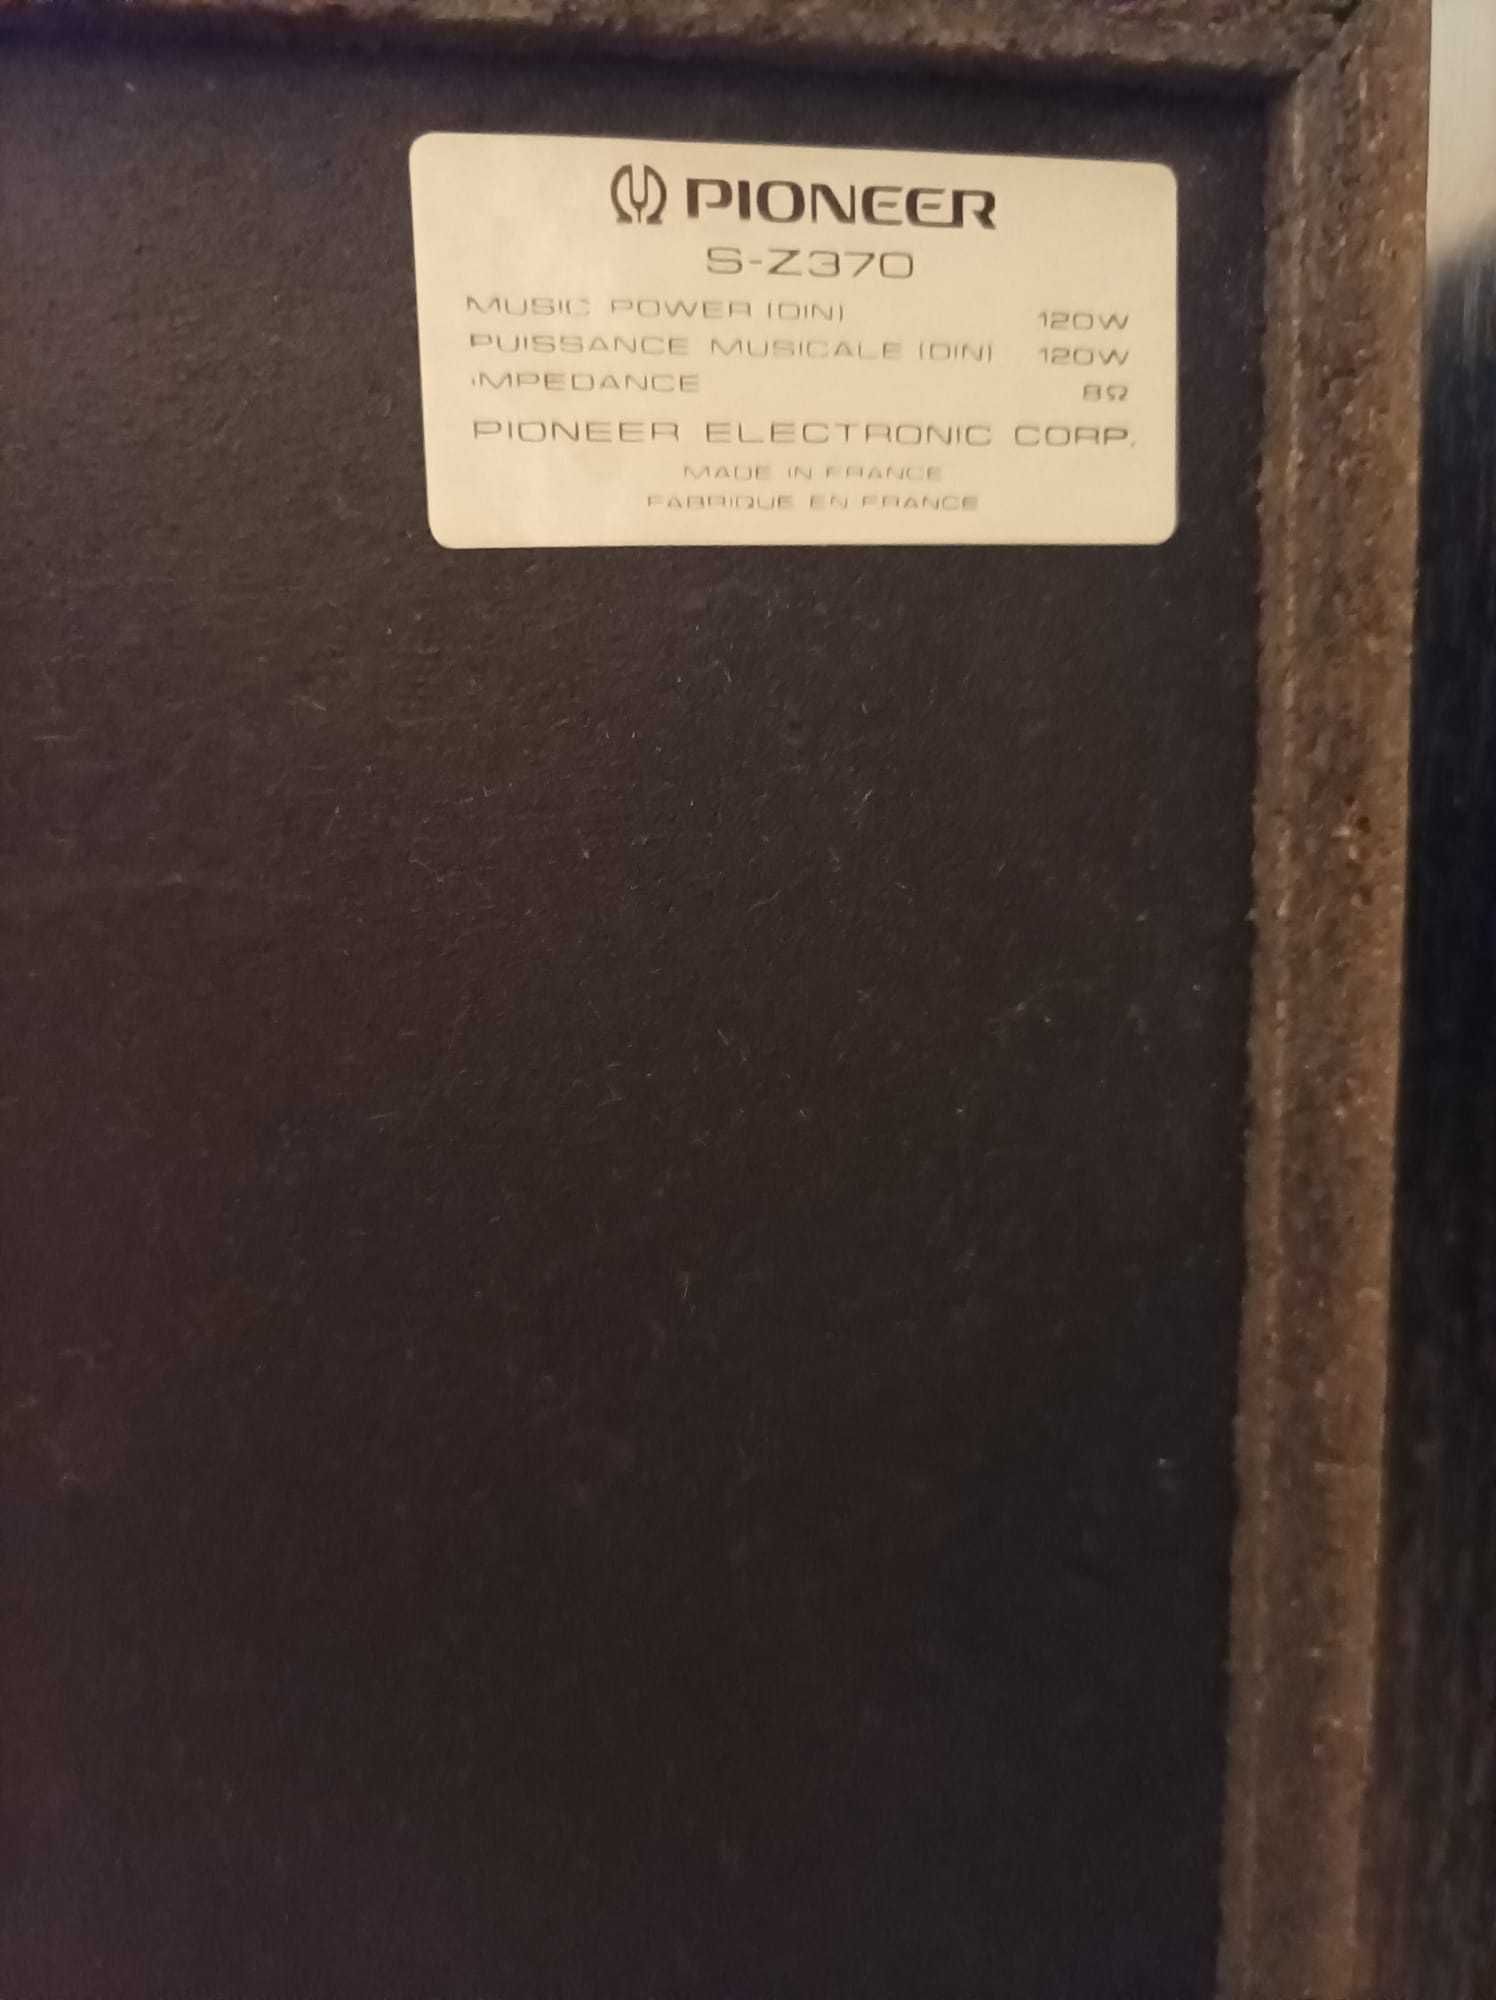 PIONEER
S-Z370
MUSIC POWER (DIN) 120W
PUISSANCE MUSICALE (DIN) 120W
IMPEDANCE 8Ω
PIONEER ELECTRONIC CORP.
MADE IN FRANCE
FABRIQUE EN FRANCE